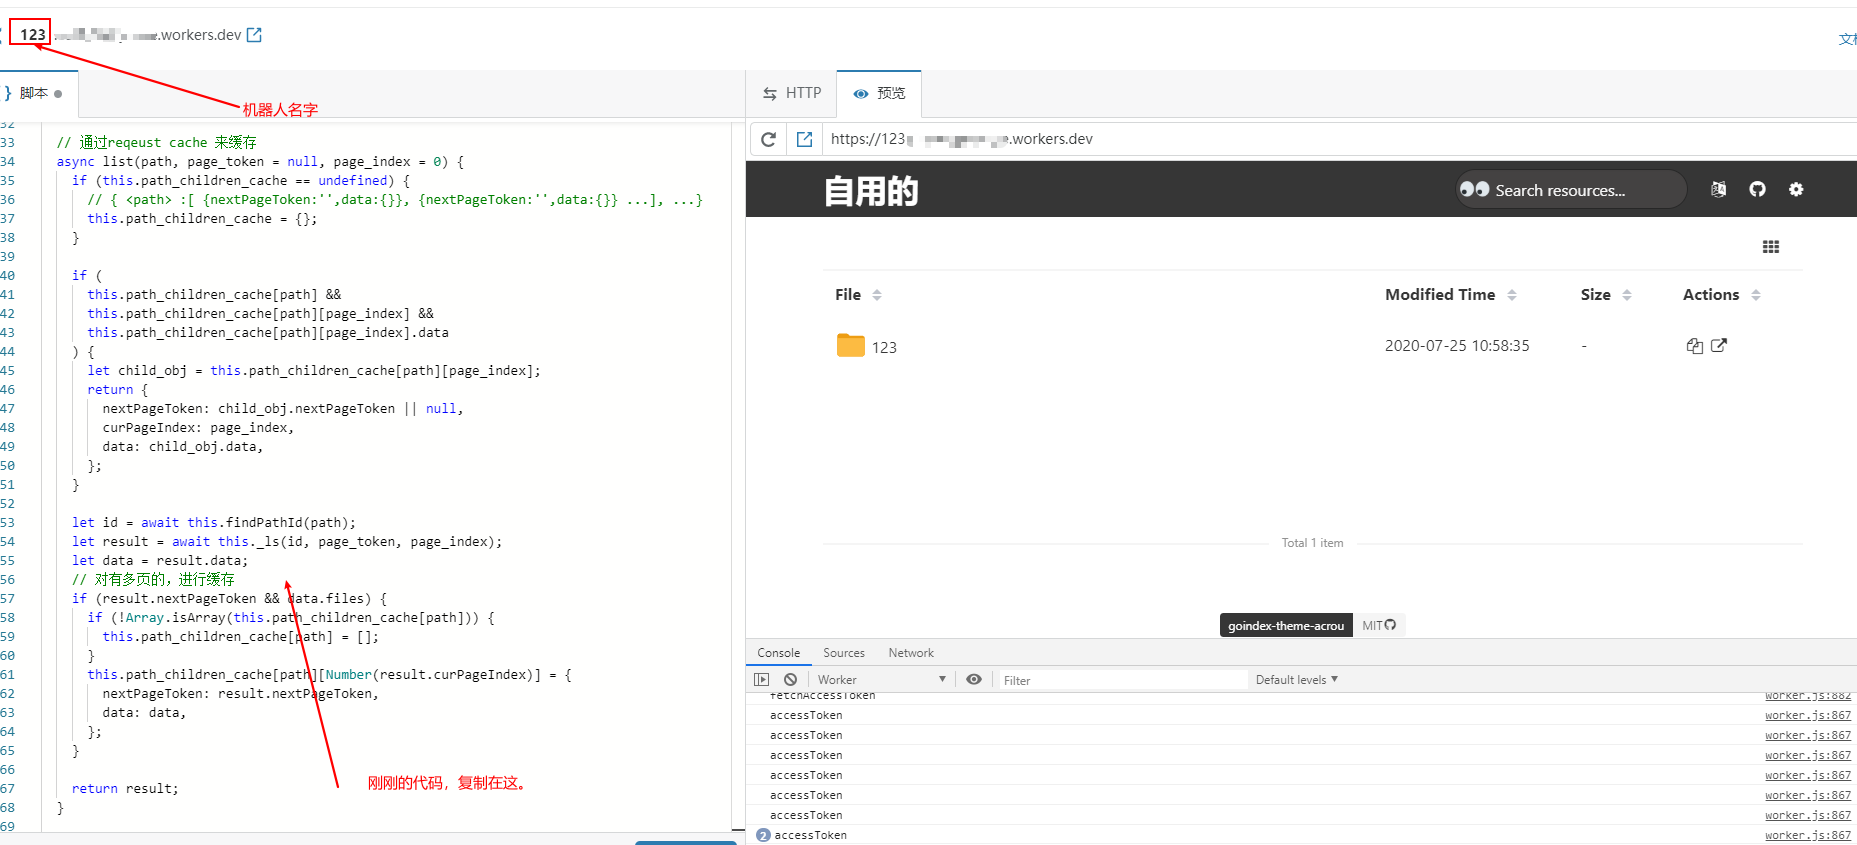 123 e.workers.dev
文档
{} 脚本
机器人名字
32
33 // 通过reqeust cache 来缓存
34 async list(path, page_token = null, page_index = 0) {
35 if (this.path_children_cache == undefined) {
36 // { <path> :[ {nextPageToken:'',data:{}}, {nextPageToken:'',data:{}} ...], ...}
37 this.path_children_cache = {};
38 }
39
40 if (
41 this.path_children_cache[path] &&
42 this.path_children_cache[path][page_index] &&
43 this.path_children_cache[path][page_index].data
44 ) {
45 let child_obj = this.path_children_cache[path][page_index];
46 return {
47 nextPageToken: child_obj.nextPageToken || null,
48 curPageIndex: page_index,
49 data: child_obj.data,
50 };
51 }
52
53 let id = await this.findPathId(path);
54 let result = await this._ls(id, page_token, page_index);
55 let data = result.data;
56 // 对有多页的，进行缓存
57 if (result.nextPageToken && data.files) {
58 if (!Array.isArray(this.path_children_cache[path])) {
59 this.path_children_cache[path] = [];
60 }
61 this.path_children_cache[path][Number(result.curPageIndex)] = {
62 nextPageToken: result.nextPageToken,
63 data: data,
64 };
65 }
66
67 return result;
68 }
69
刚刚的代码，复制在这。
HTTP 预览
https://123 .workers.dev
自用的 Search resources...
File Modified Time Size Actions
123 2020-07-25 10:58:35 -
Total 1 item
goindex-theme-acrou MIT
Console Sources Network
Worker Filter Default levels
fetchAccessToken worker.js:882
accessToken worker.js:867
accessToken worker.js:867
accessToken worker.js:867
accessToken worker.js:867
accessToken worker.js:867
accessToken worker.js:867
2 accessToken worker.js:867